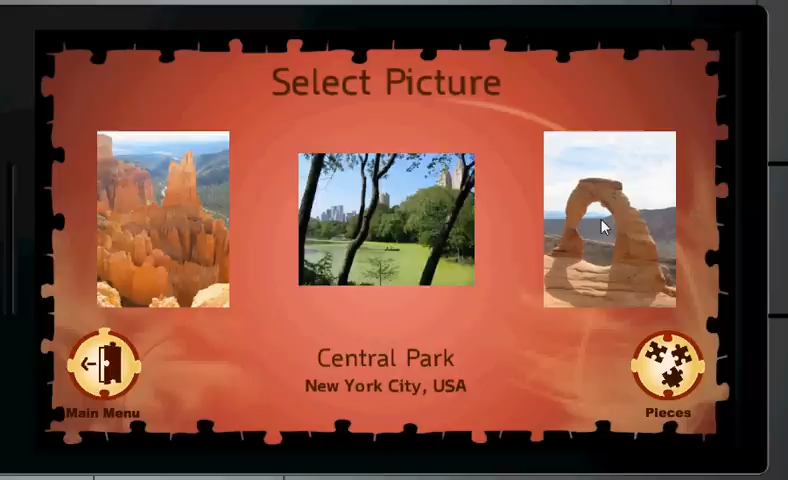 Select Picture
Central Park
New York City, USA
Main Menu
Pieces